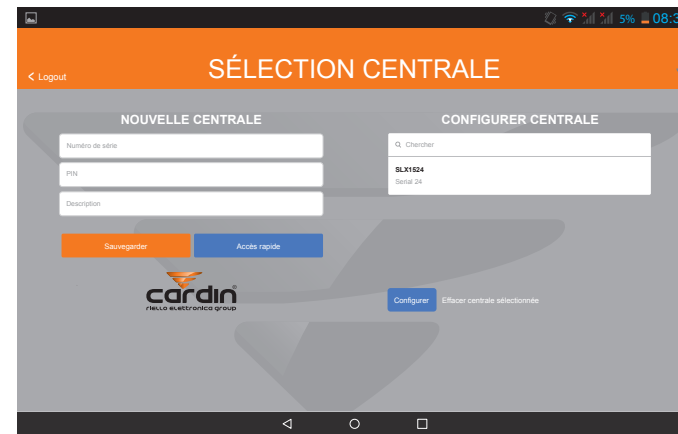 5% 08:3
< Logout
SÉLECTION CENTRALE
NOUVELLE CENTRALE
Numéro de série
PIN
Description
Sauvegarder
Accès rapide
cardin®
riello elettronica group
CONFIGURER CENTRALE
Chercher
SLX1524
Serial 24
Configurer
Effacer centrale sélectionnée